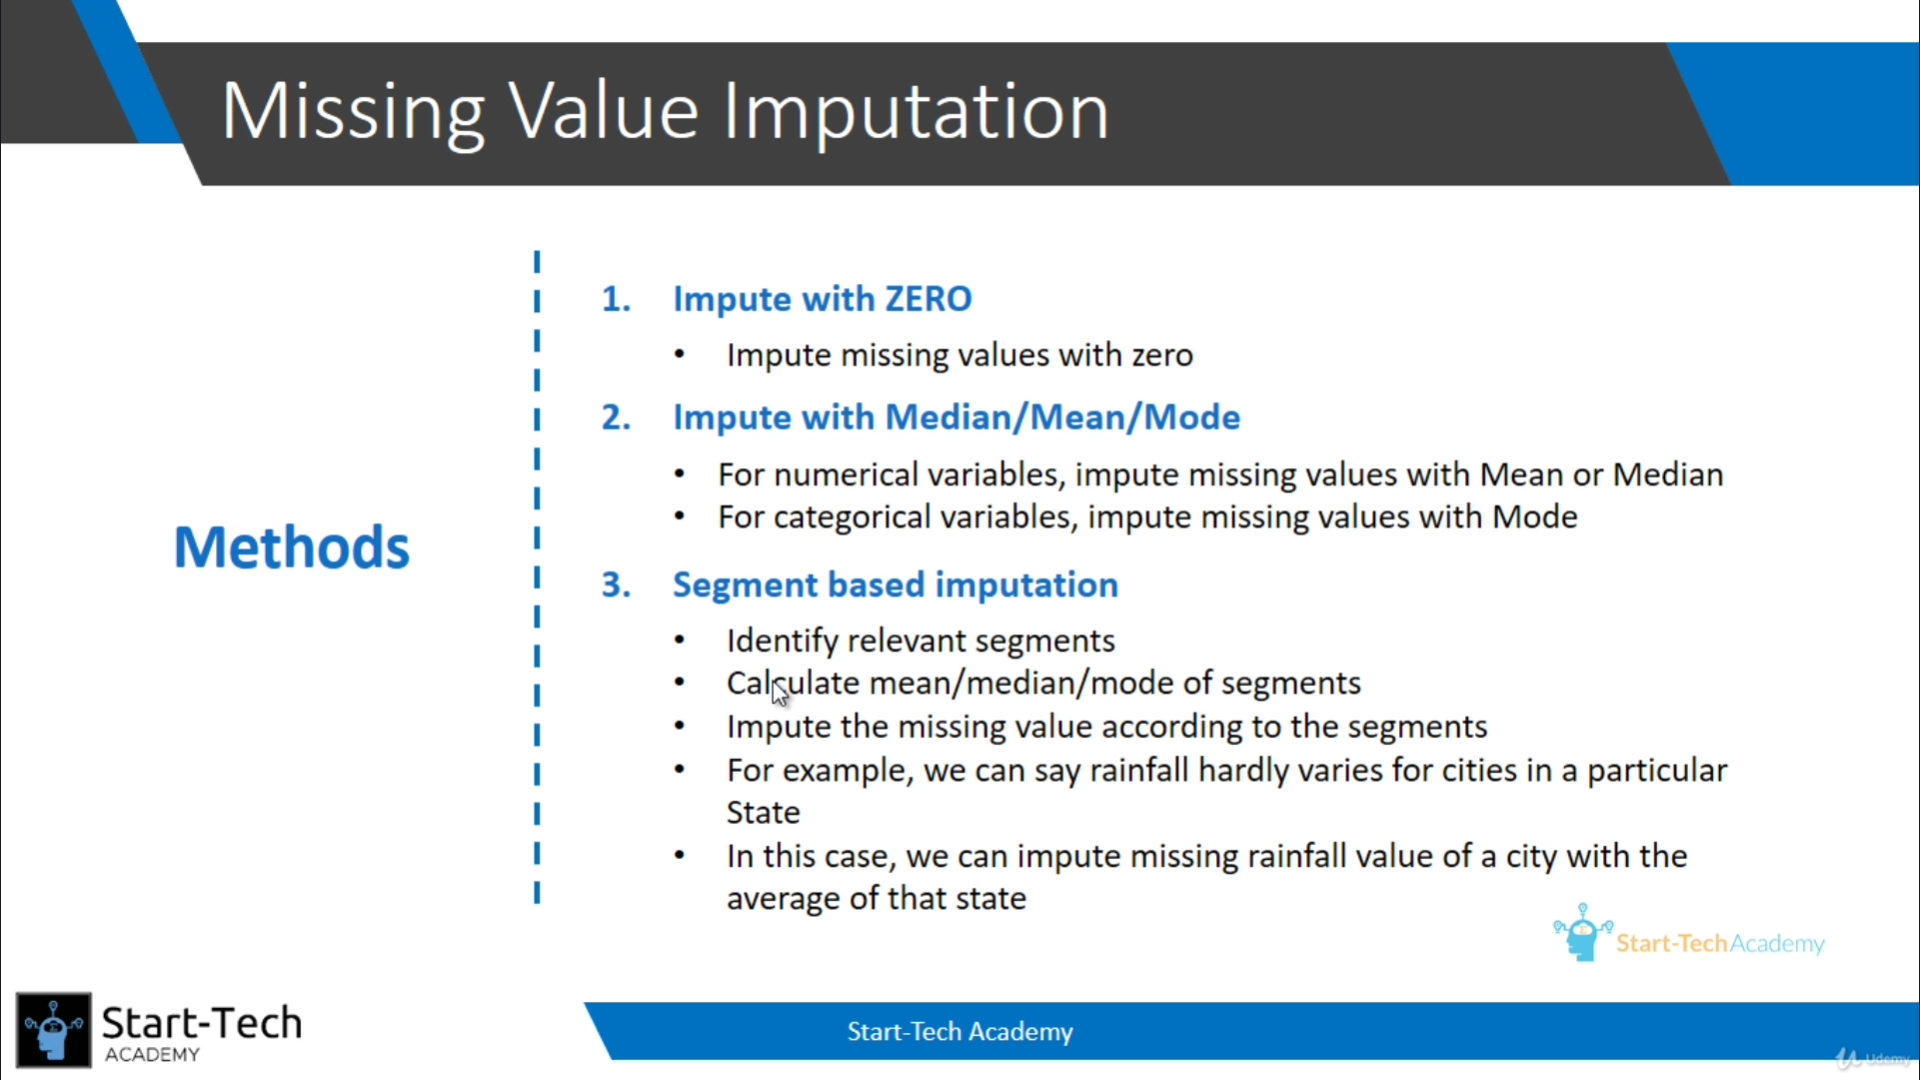 Missing Value Imputation
Methods
1. Impute with ZERO
• Impute missing values with zero
2. Impute with Median/Mean/Mode
• For numerical variables, impute missing values with Mean or Median
• For categorical variables, impute missing values with Mode
3. Segment based imputation
• Identify relevant segments
• Calculate mean/median/mode of segments
• Impute the missing value according to the segments
• For example, we can say rainfall hardly varies for cities in a particular
State
• In this case, we can impute missing rainfall value of a city with the
average of that state
Start-TechAcademy
Start-Tech
ACADEMY
Start-Tech Academy
Udemy